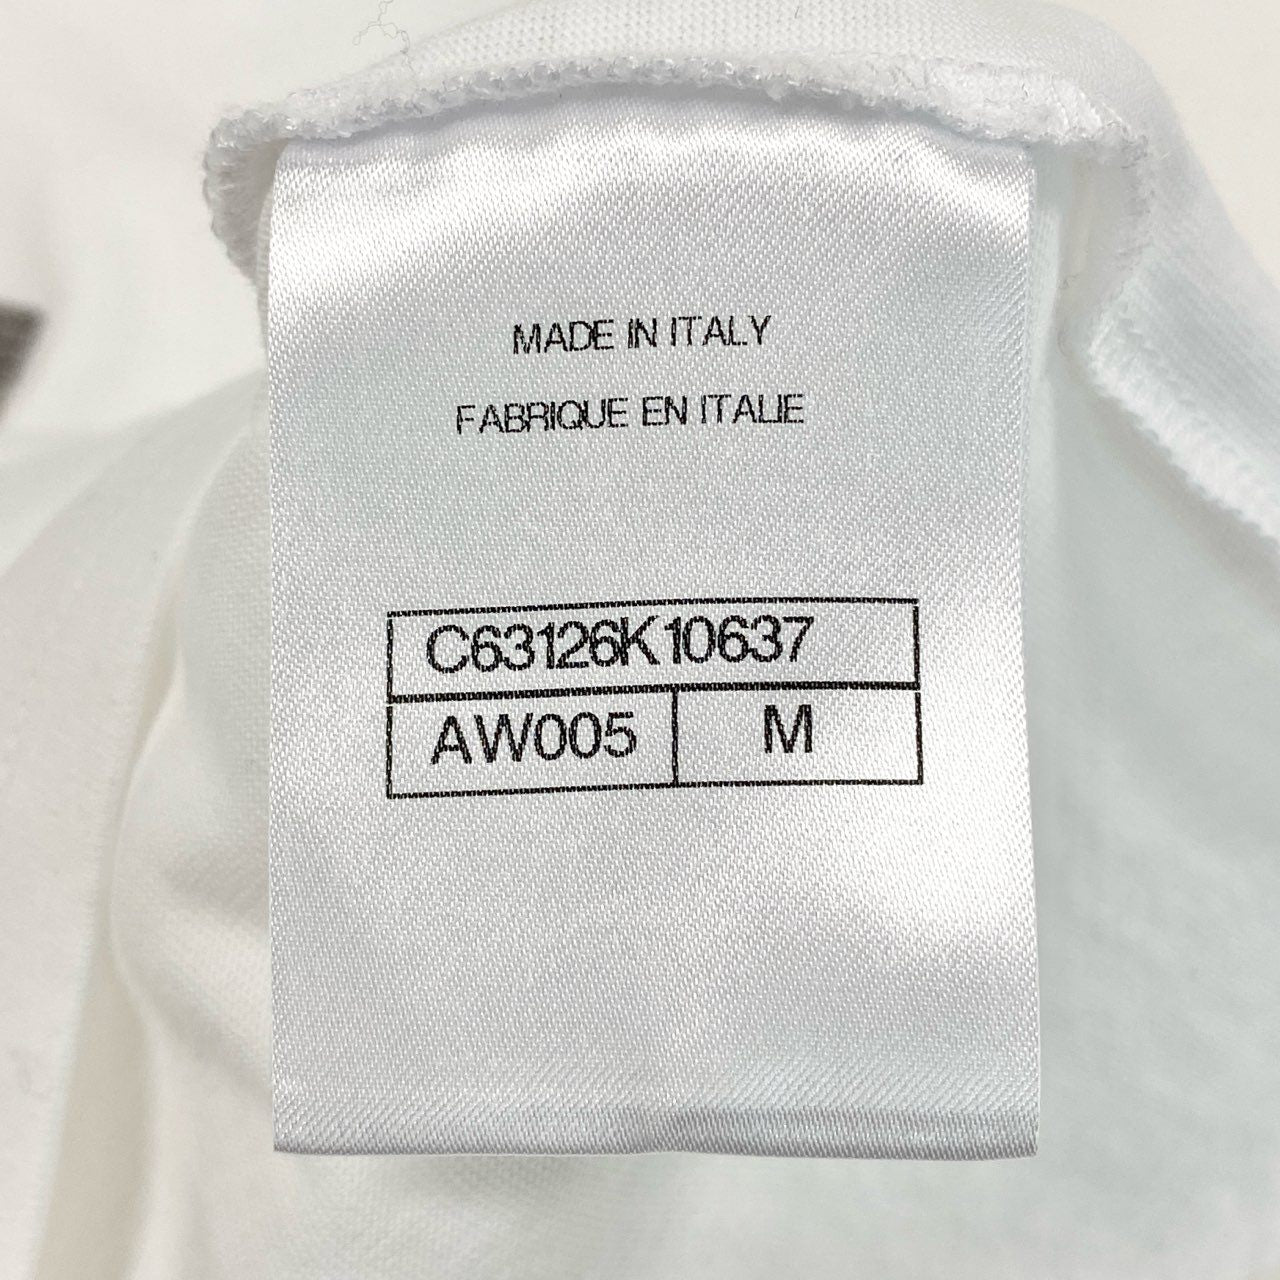 MADE IN ITALY
FABRIQUE EN ITALIE
C63126K10637
AW005 M